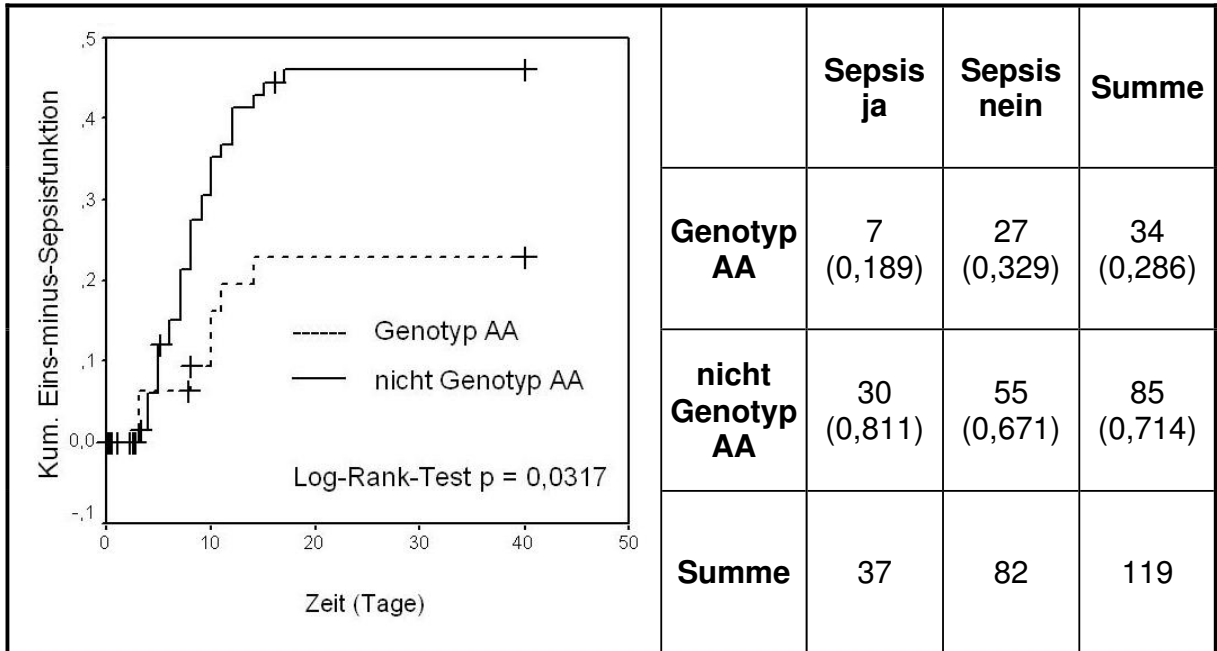 ,5
,4
,3
,2
,1
0,0
-,1
Kum. Eins-minus-Sepsisfunktion
Genotyp AA
nicht Genotyp AA
Log-Rank-Test p = 0,0317
0 10 20 30 40 50
Zeit (Tage)
Sepsis
ja
Sepsis
nein
Summe
Genotyp
AA
7
(0,189)
27
(0,329)
34
(0,286)
nicht
Genotyp
AA
30
(0,811)
55
(0,671)
85
(0,714)
Summe
37
82
119